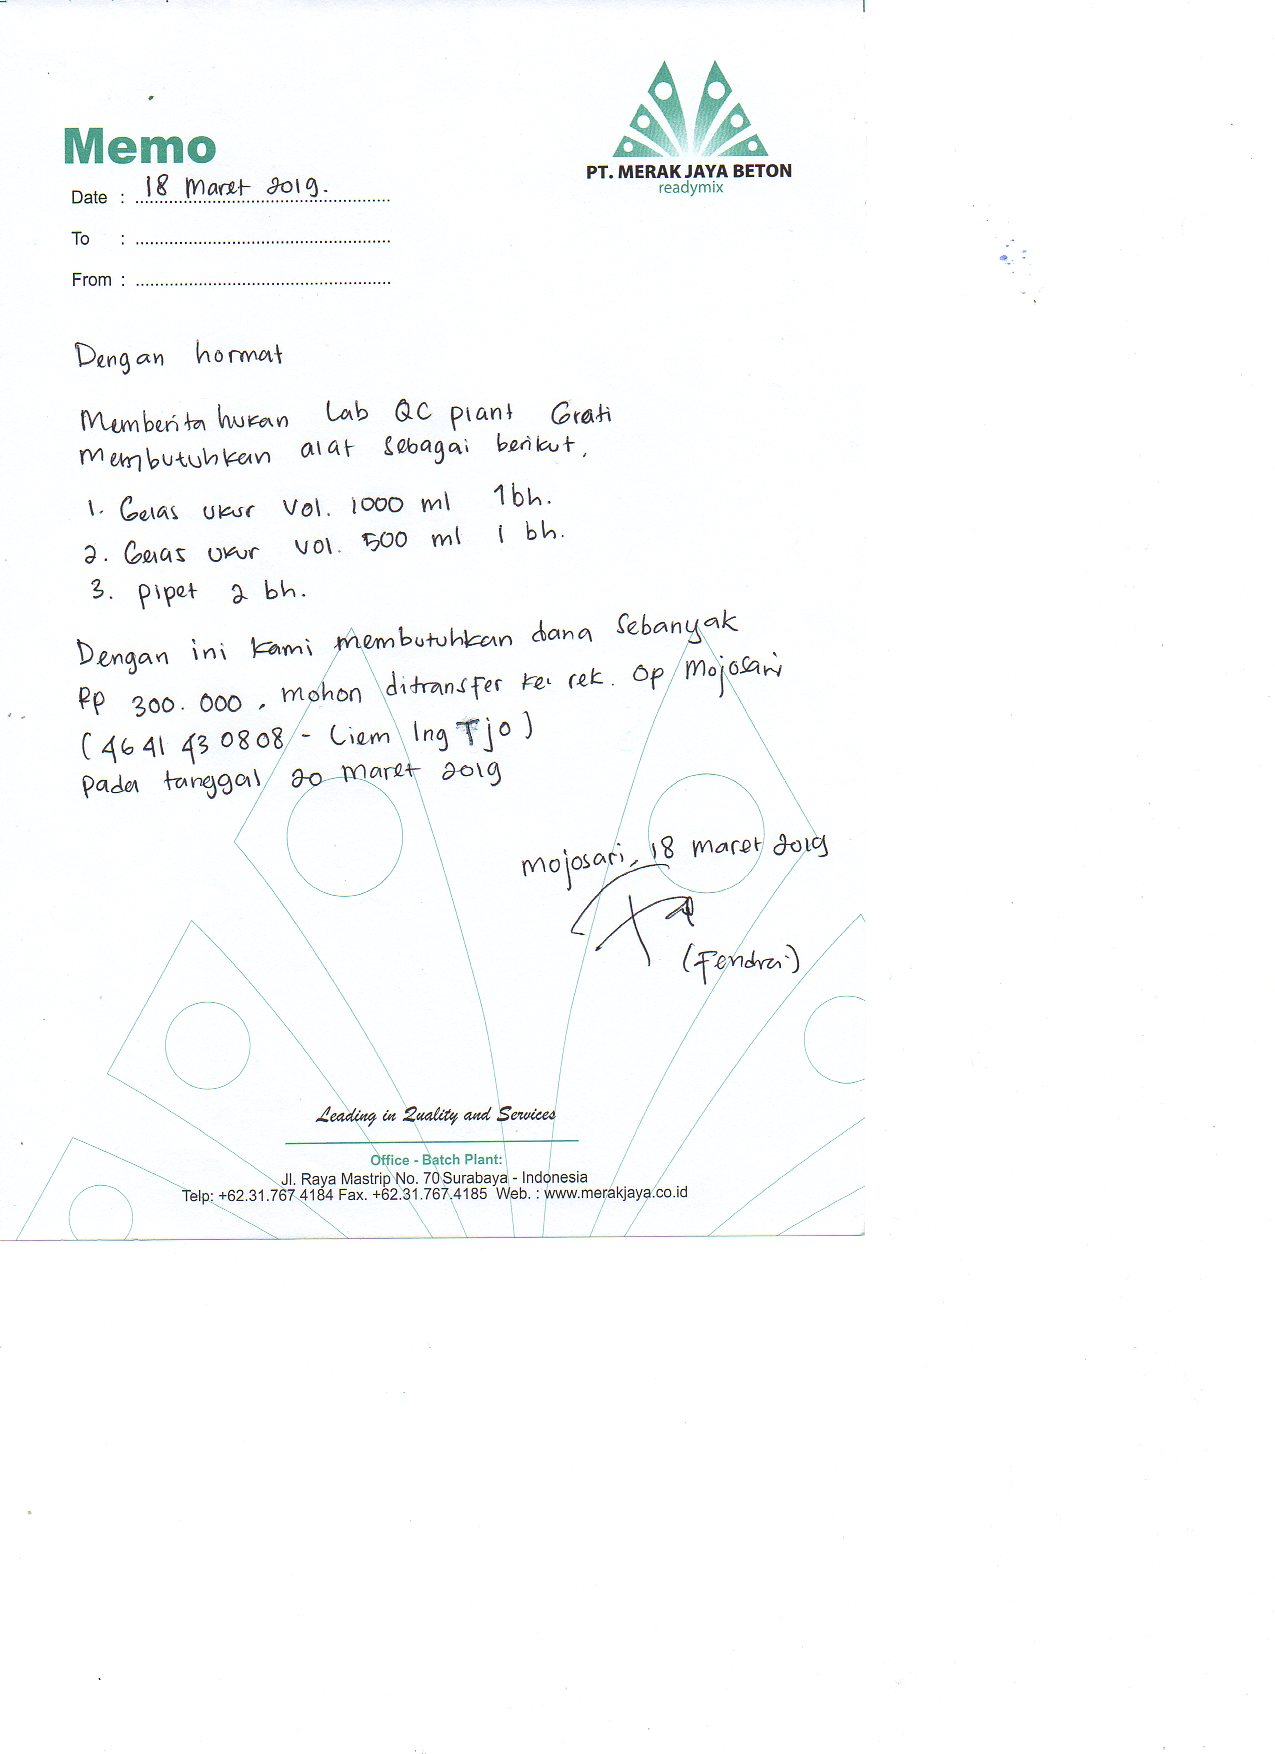 Memo
PT. MERAK JAYA BETON
readymix
Date : 18 Maret 2019.
To :
From :
Dengan hormat
Memberitahukan Lab QC plant Grati
Membutuhkan alat sebagai berikut,
1. Gelas ukur Vol. 1000 ml 1 bh.
2. Gelas ukur Vol. 500 ml 1 bh.
3. pipet 2 bh.
Dengan ini kami membutuhkan dana Sebanyak
Rp 300.000, Mohon ditransfer ke rek. Op Mojosari
(4641430808 - Liem Ing Tjo)
pada tanggal 20 Maret 2019
Mojosari, 18 Maret 2019
(Fendra)
Leading in Quality and Services
Office - Batch Plant:
Jl. Raya Mastrip No. 70 Surabaya - Indonesia
Telp: +62.31.767 4184 Fax. +62.31.767.4185 Web. : www.merakjaya.co.id